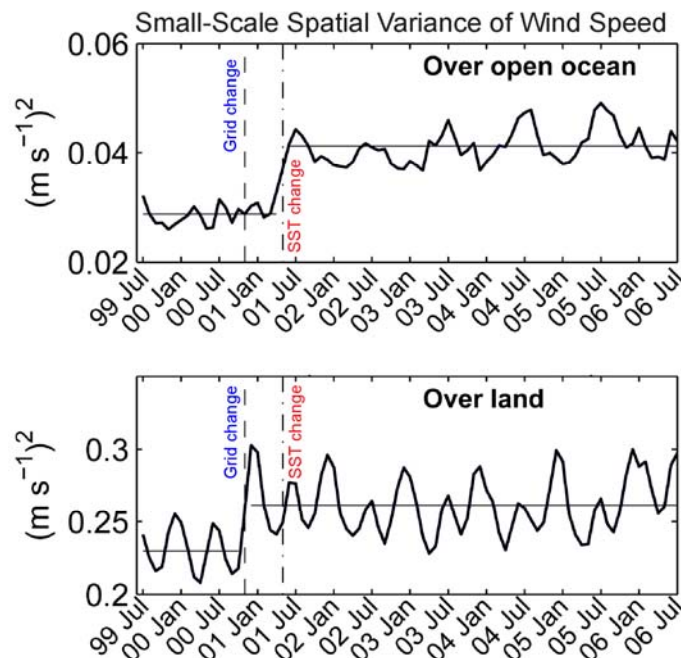 Small-Scale Spatial Variance of Wind Speed
Over open ocean
Grid change
SST change
(m s⁻¹)²
0.06
0.04
0.02
99 Jul
00 Jan
00 Jul
01 Jan
01 Jul
02 Jan
02 Jul
03 Jan
03 Jul
04 Jan
04 Jul
05 Jan
05 Jul
06 Jan
06 Jul
Over land
Grid change
SST change
(m s⁻¹)²
0.3
0.25
0.2
99 Jul
00 Jan
00 Jul
01 Jan
01 Jul
02 Jan
02 Jul
03 Jan
03 Jul
04 Jan
04 Jul
05 Jan
05 Jul
06 Jan
06 Jul